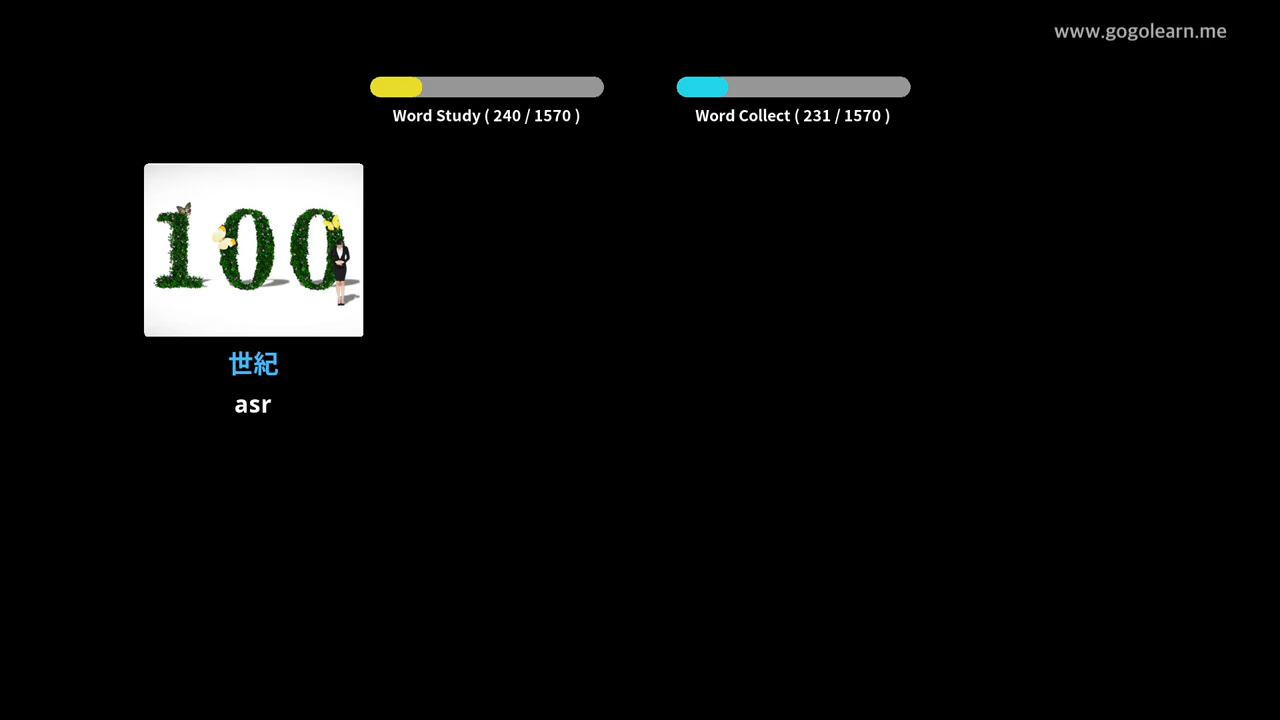 www.gogolearn.me
Word Study ( 240 / 1570 )
Word Collect ( 231 / 1570 )
100
世紀
asr